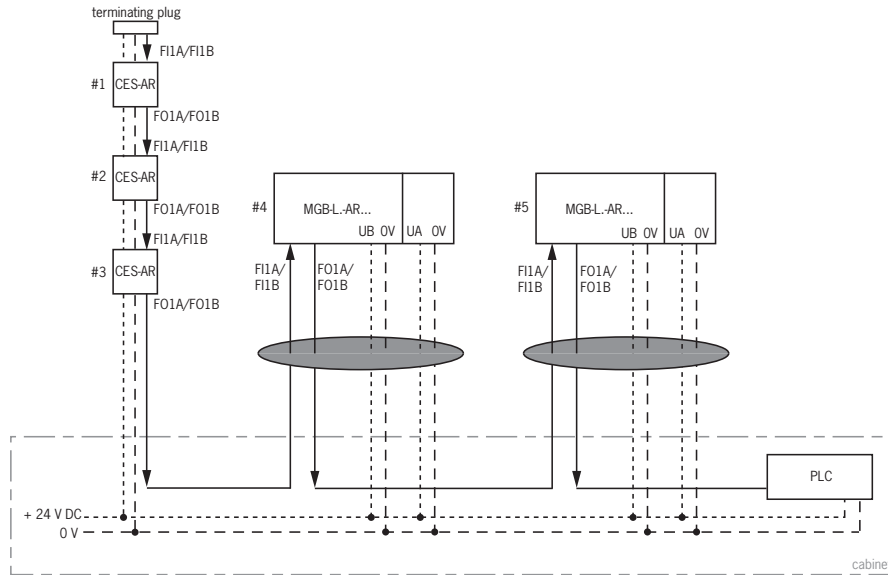 terminating plug
FI1A/FI1B
#1 CES-AR
FO1A/FO1B
FI1A/FI1B
#2 CES-AR
FO1A/FO1B
FI1A/FI1B
#3 CES-AR
FO1A/FO1B
#4 MGB-L.-AR...
UB 0V UA 0V
FI1A/
FI1B
FO1A/
FO1B
#5 MGB-L.-AR...
UB 0V UA 0V
FI1A/
FI1B
FO1A/
FO1B
PLC
+ 24 V DC
0 V
cabine